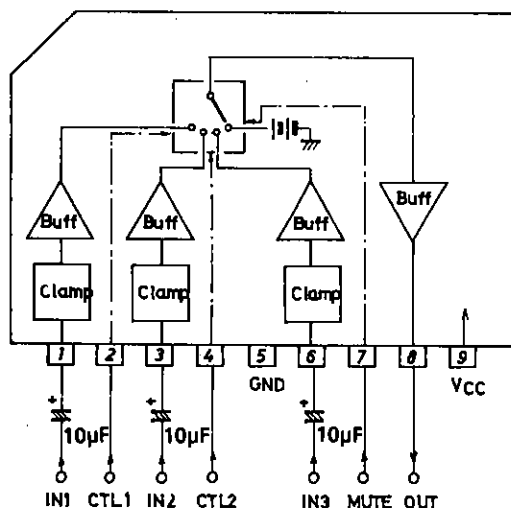 Buff Buff Buff Buff
Clamp Clamp Clamp
1 2 3 4 5 6 7 8 9
GND VCC
+ + +
10μF 10μF 10μF
IN1 CTL1 IN2 CTL2 IN3 MUTE OUT